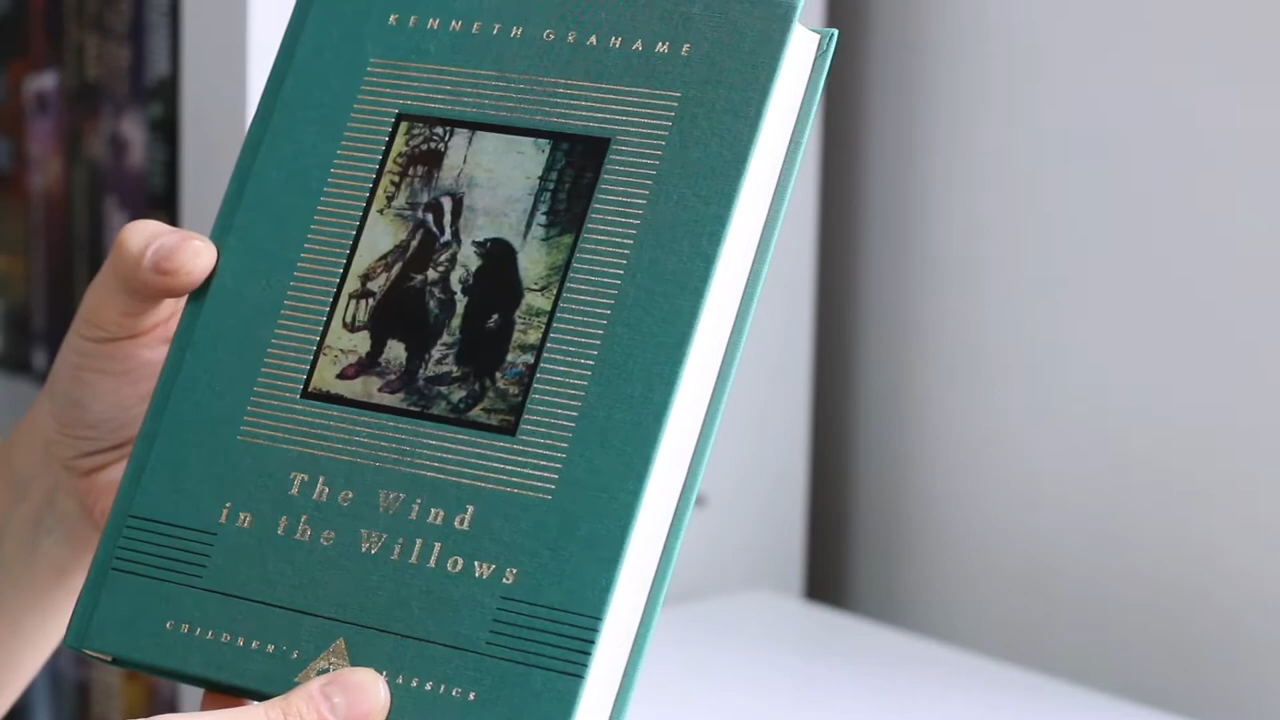 KENNETH GRAHAME
The Wind
in the Willows
CHILDREN'S CLASSICS